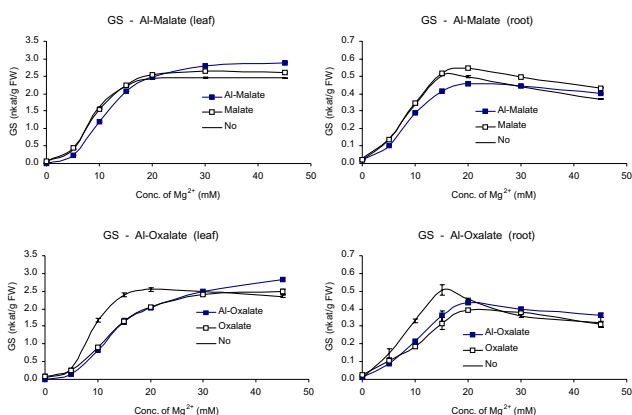 GS - Al-Malate (leaf)
GS (nkat/g FW)
3.5
3.0
2.5
2.0
1.5
1.0
0.5
0.0
0 10 20 30 40 50
Conc. of Mg2+ (mM)
Al-Malate
Malate
No
GS - Al-Malate (root)
GS (nkat/g FW)
0.7
0.6
0.5
0.4
0.3
0.2
0.1
0.0
0 10 20 30 40 50
Conc. of Mg2+ (mM)
Al-Malate
Malate
No
GS - Al-Oxalate (leaf)
GS (nkat/g FW)
3.5
3.0
2.5
2.0
1.5
1.0
0.5
0.0
0 10 20 30 40 50
Conc. of Mg2+ (mM)
Al-Oxalate
Oxalate
No
GS - Al-Oxalate (root)
GS (nkat/g FW)
0.7
0.6
0.5
0.4
0.3
0.2
0.1
0.0
0 10 20 30 40 50
Conc. of Mg2+ (mM)
Al-Oxalate
Oxalate
No